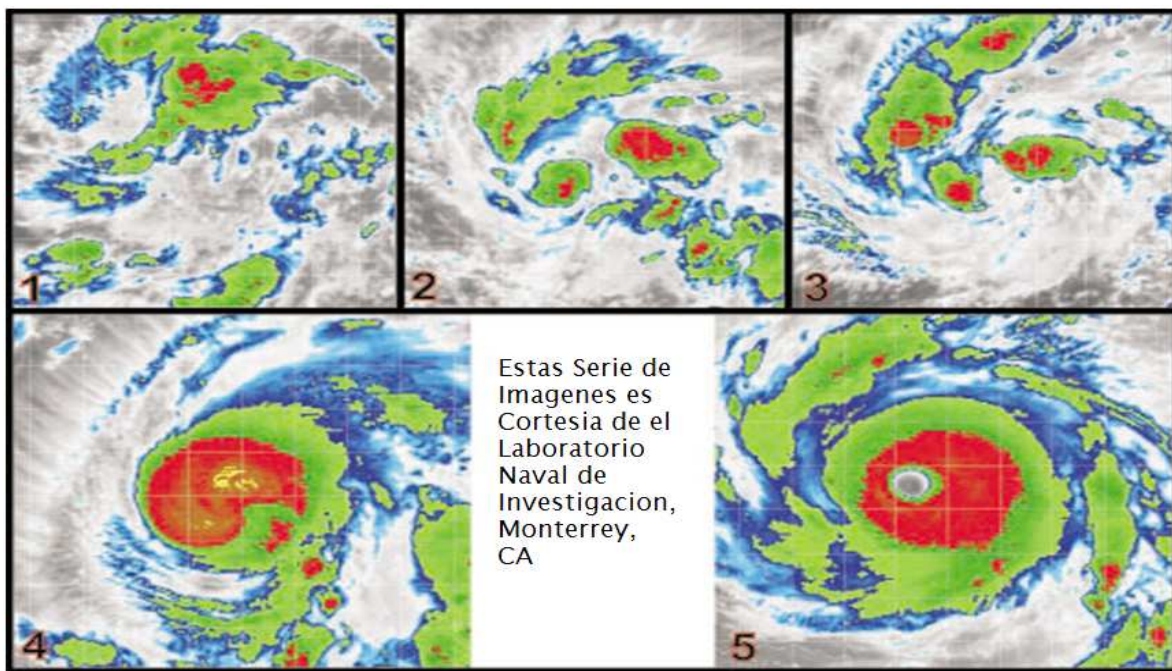 1
2
3
4
Estas Serie de
Imagenes es
Cortesia de el
Laboratorio
Naval de
Investigacion,
Monterrey,
CA
5